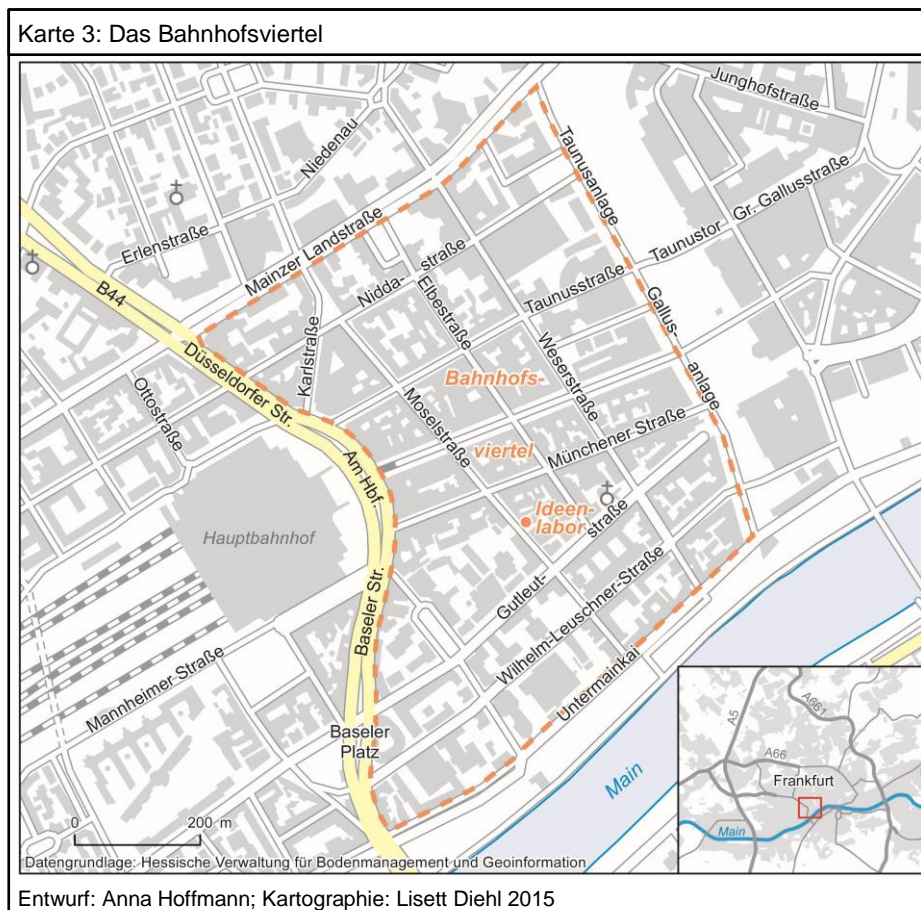 Karte 3: Das Bahnhofsviertel
Junghofstraße
Niedenau
Taunusanlage
Taunustor
Gr. Gallusstraße
Erlenstraße
Mainzer Landstraße
Nidda-
straße
Elbestraße
Taunusstraße
Gallus-
anlage
B44
Düsseldorfer Str.
Karlstraße
Weserstraße
Ottostraße
Moselstraße
Bahnhofs-
viertel
Münchener Straße
Am Hbf.
Ideen-
labor
Hauptbahnhof
Gutleut-
straße
Baseler Str.
Wilhelm-Leuschner-Straße
Mannheimer Straße
Untermainkai
Baseler
Platz
Main
A5
A661
A66
Frankfurt
Main
0 200 m
Datengrundlage: Hessische Verwaltung für Bodenmanagement und Geoinformation
Entwurf: Anna Hoffmann; Kartographie: Lisett Diehl 2015